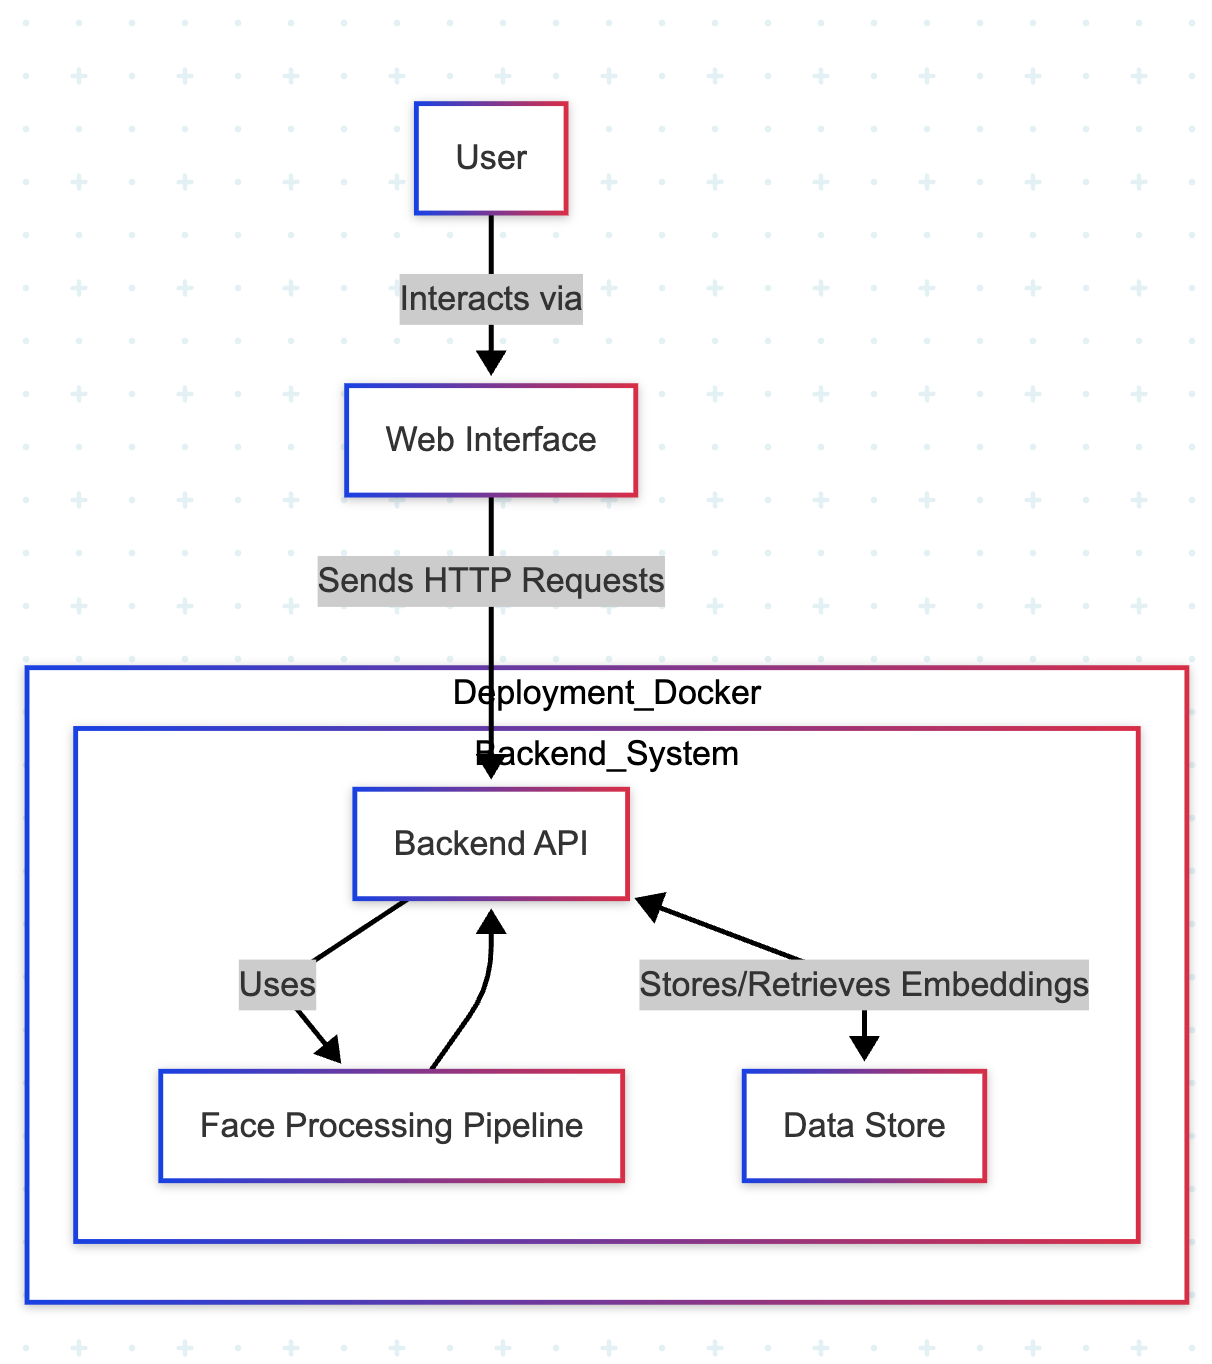 User
Interacts via
Web Interface
Sends HTTP Requests
Deployment_Docker
Backend_System
Backend API
Uses
Stores/Retrieves Embeddings
Face Processing Pipeline
Data Store